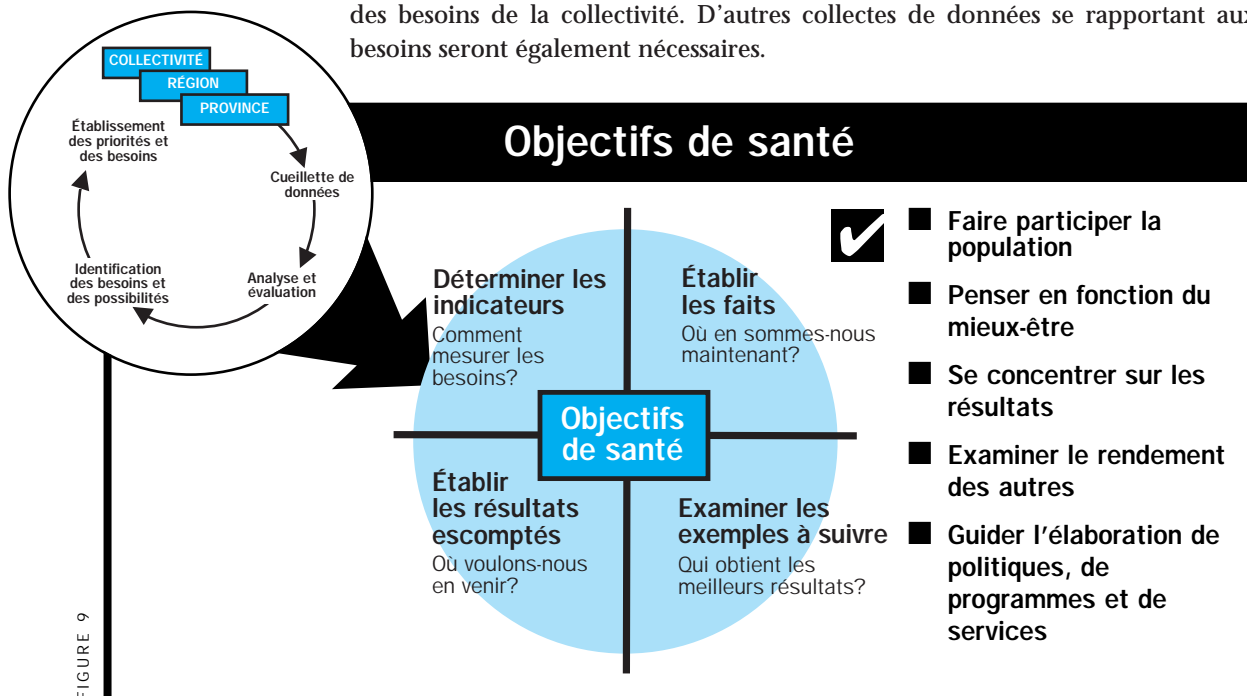 des besoins de la collectivité. D'autres collectes de données se rapportant aux
besoins seront également nécessaires.
COLLECTIVITÉ
RÉGION
PROVINCE
Établissement
des priorités et
des besoins
Cueillette de
données
Identification
des besoins et
des possibilités
Analyse et
évaluation
Objectifs de santé
Déterminer les
indicateurs
Comment
mesurer les
besoins?
Établir
les faits
Où en sommes-nous
maintenant?
Objectifs
de santé
Établir
les résultats
escomptés
Où voulons-nous
en venir?
Examiner les
exemples à suivre
Qui obtient les
meilleurs résultats?
✔
■ Faire participer la
population
■ Penser en fonction du
mieux-être
■ Se concentrer sur les
résultats
■ Examiner le rendement
des autres
■ Guider l'élaboration de
politiques, de
programmes et de
services
FIGURE 9